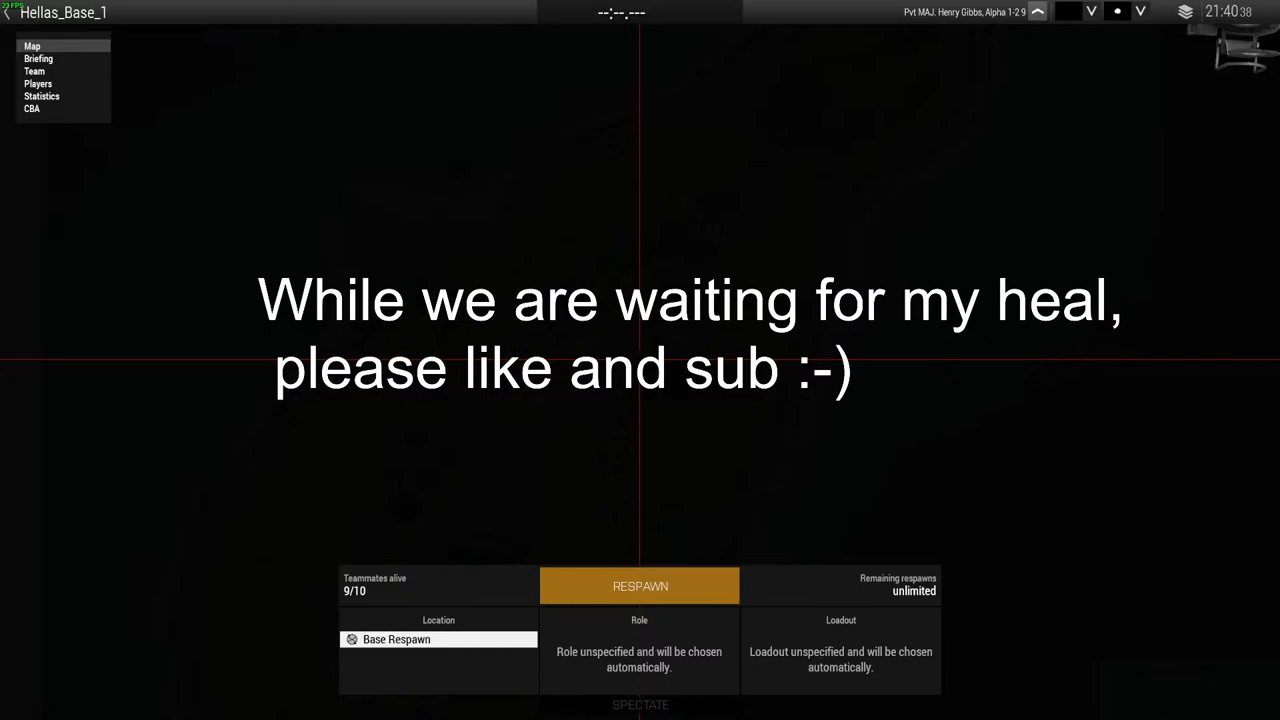 23 FPS
Hellas_Base_1
--:--.---
Pvt MAJ. Henry Gibbs, Alpha 1-2 9
21:40 38
Map
Briefing
Team
Players
Statistics
CBA
While we are waiting for my heal,
please like and sub :-)
Teammates alive
9/10
RESPAWN
Remaining respawns
unlimited
Location
Base Respawn
Role
Role unspecified and will be chosen
automatically.
Loadout
Loadout unspecified and will be chosen
automatically.
SPECTATE